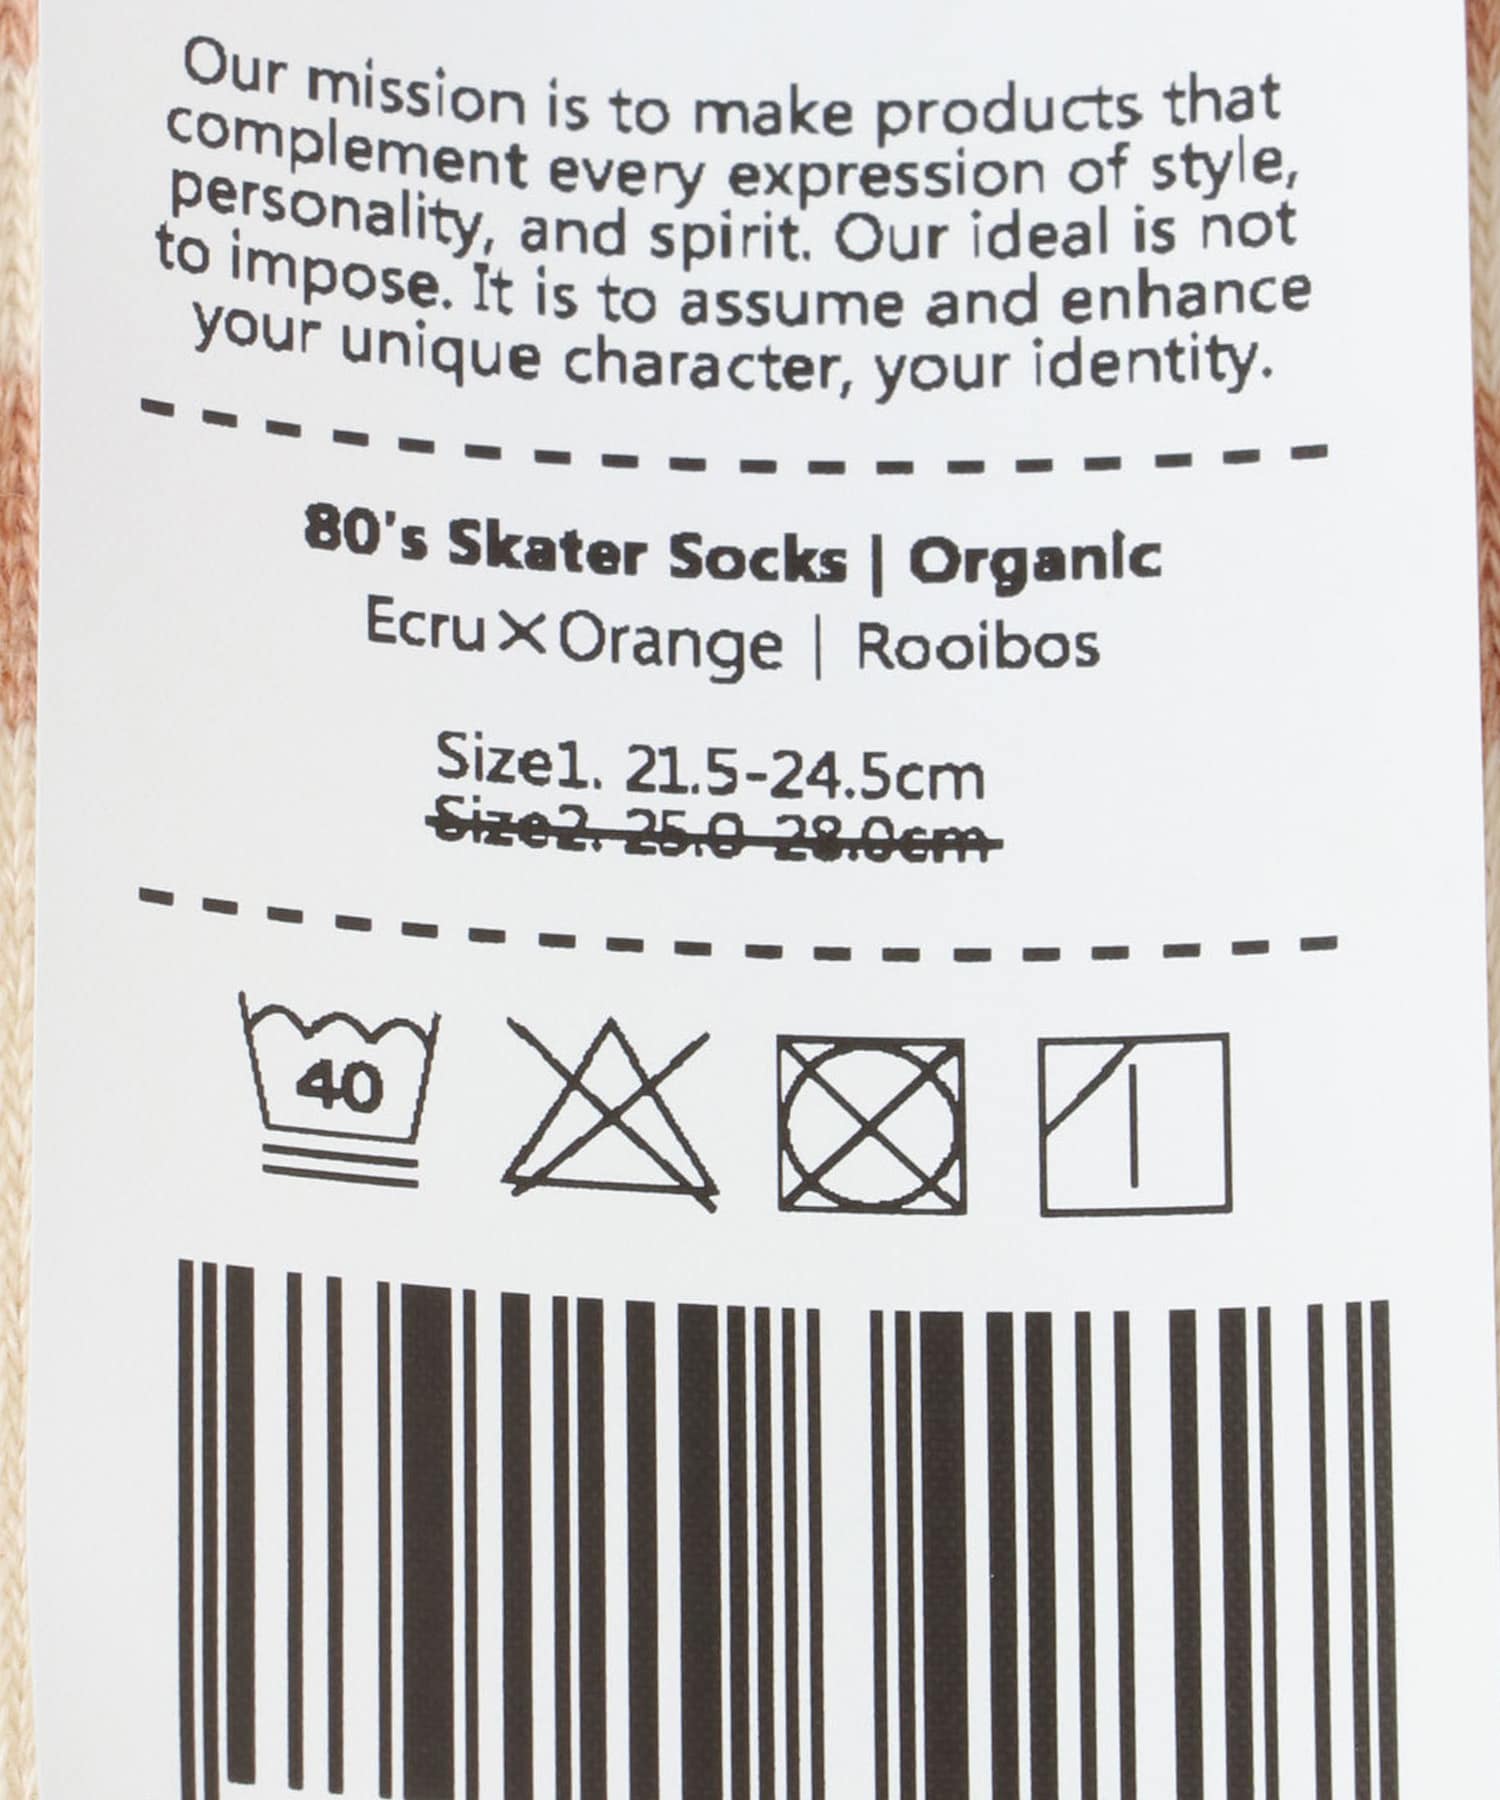 Our mission is to make products that
complement every expression of style,
personality, and spirit. Our ideal is not
to impose. It is to assume and enhance
your unique character, your identity.
80's Skater Socks | Organic
Ecru×Orange | Rooibos
Size1. 21.5-24.5cm
Size2. 25.0-28.0cm
40